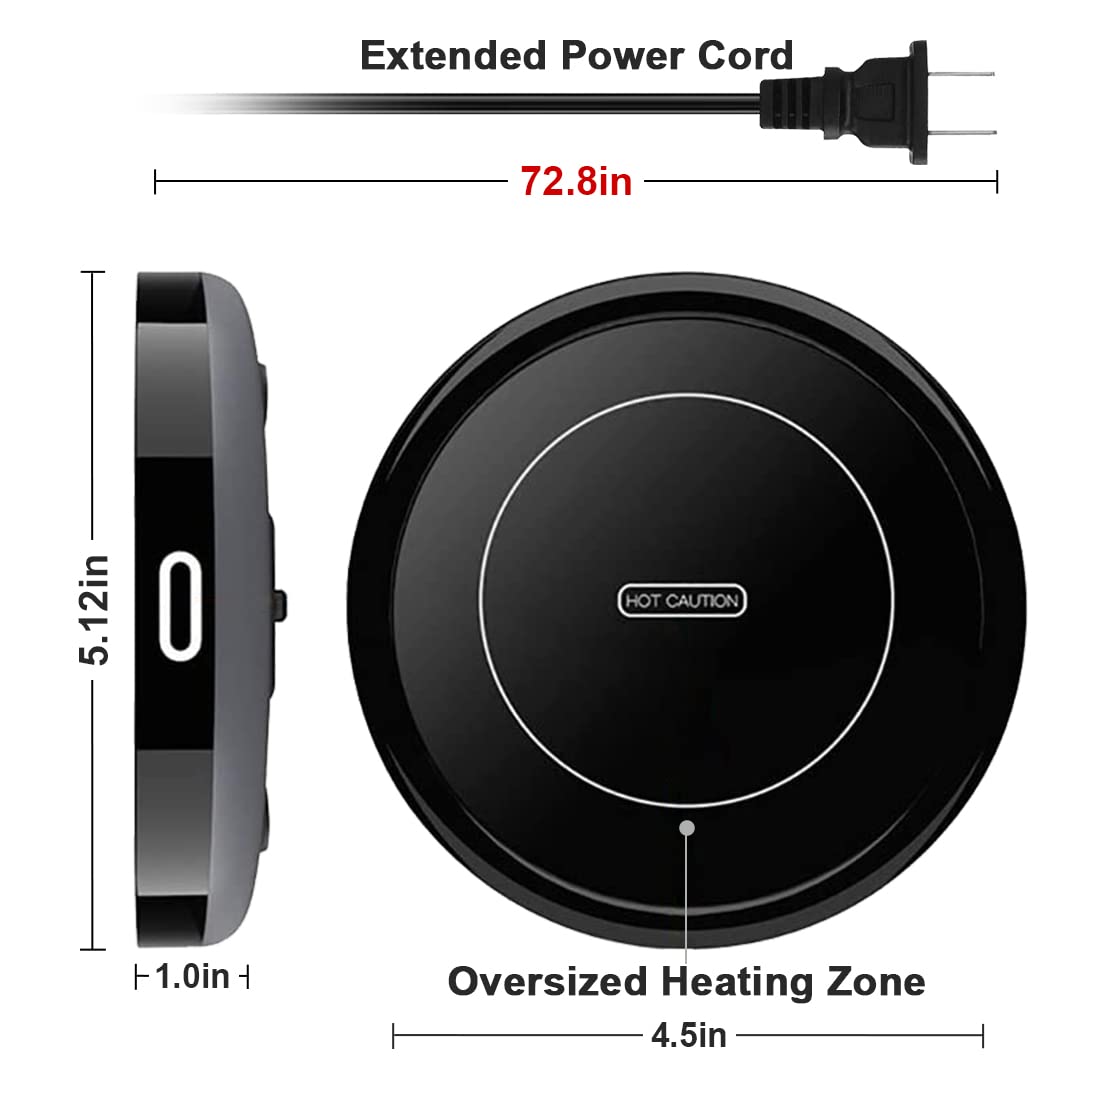 Extended Power Cord
72.8in
5.12in
HOT CAUTION
1.0in
Oversized Heating Zone
4.5in